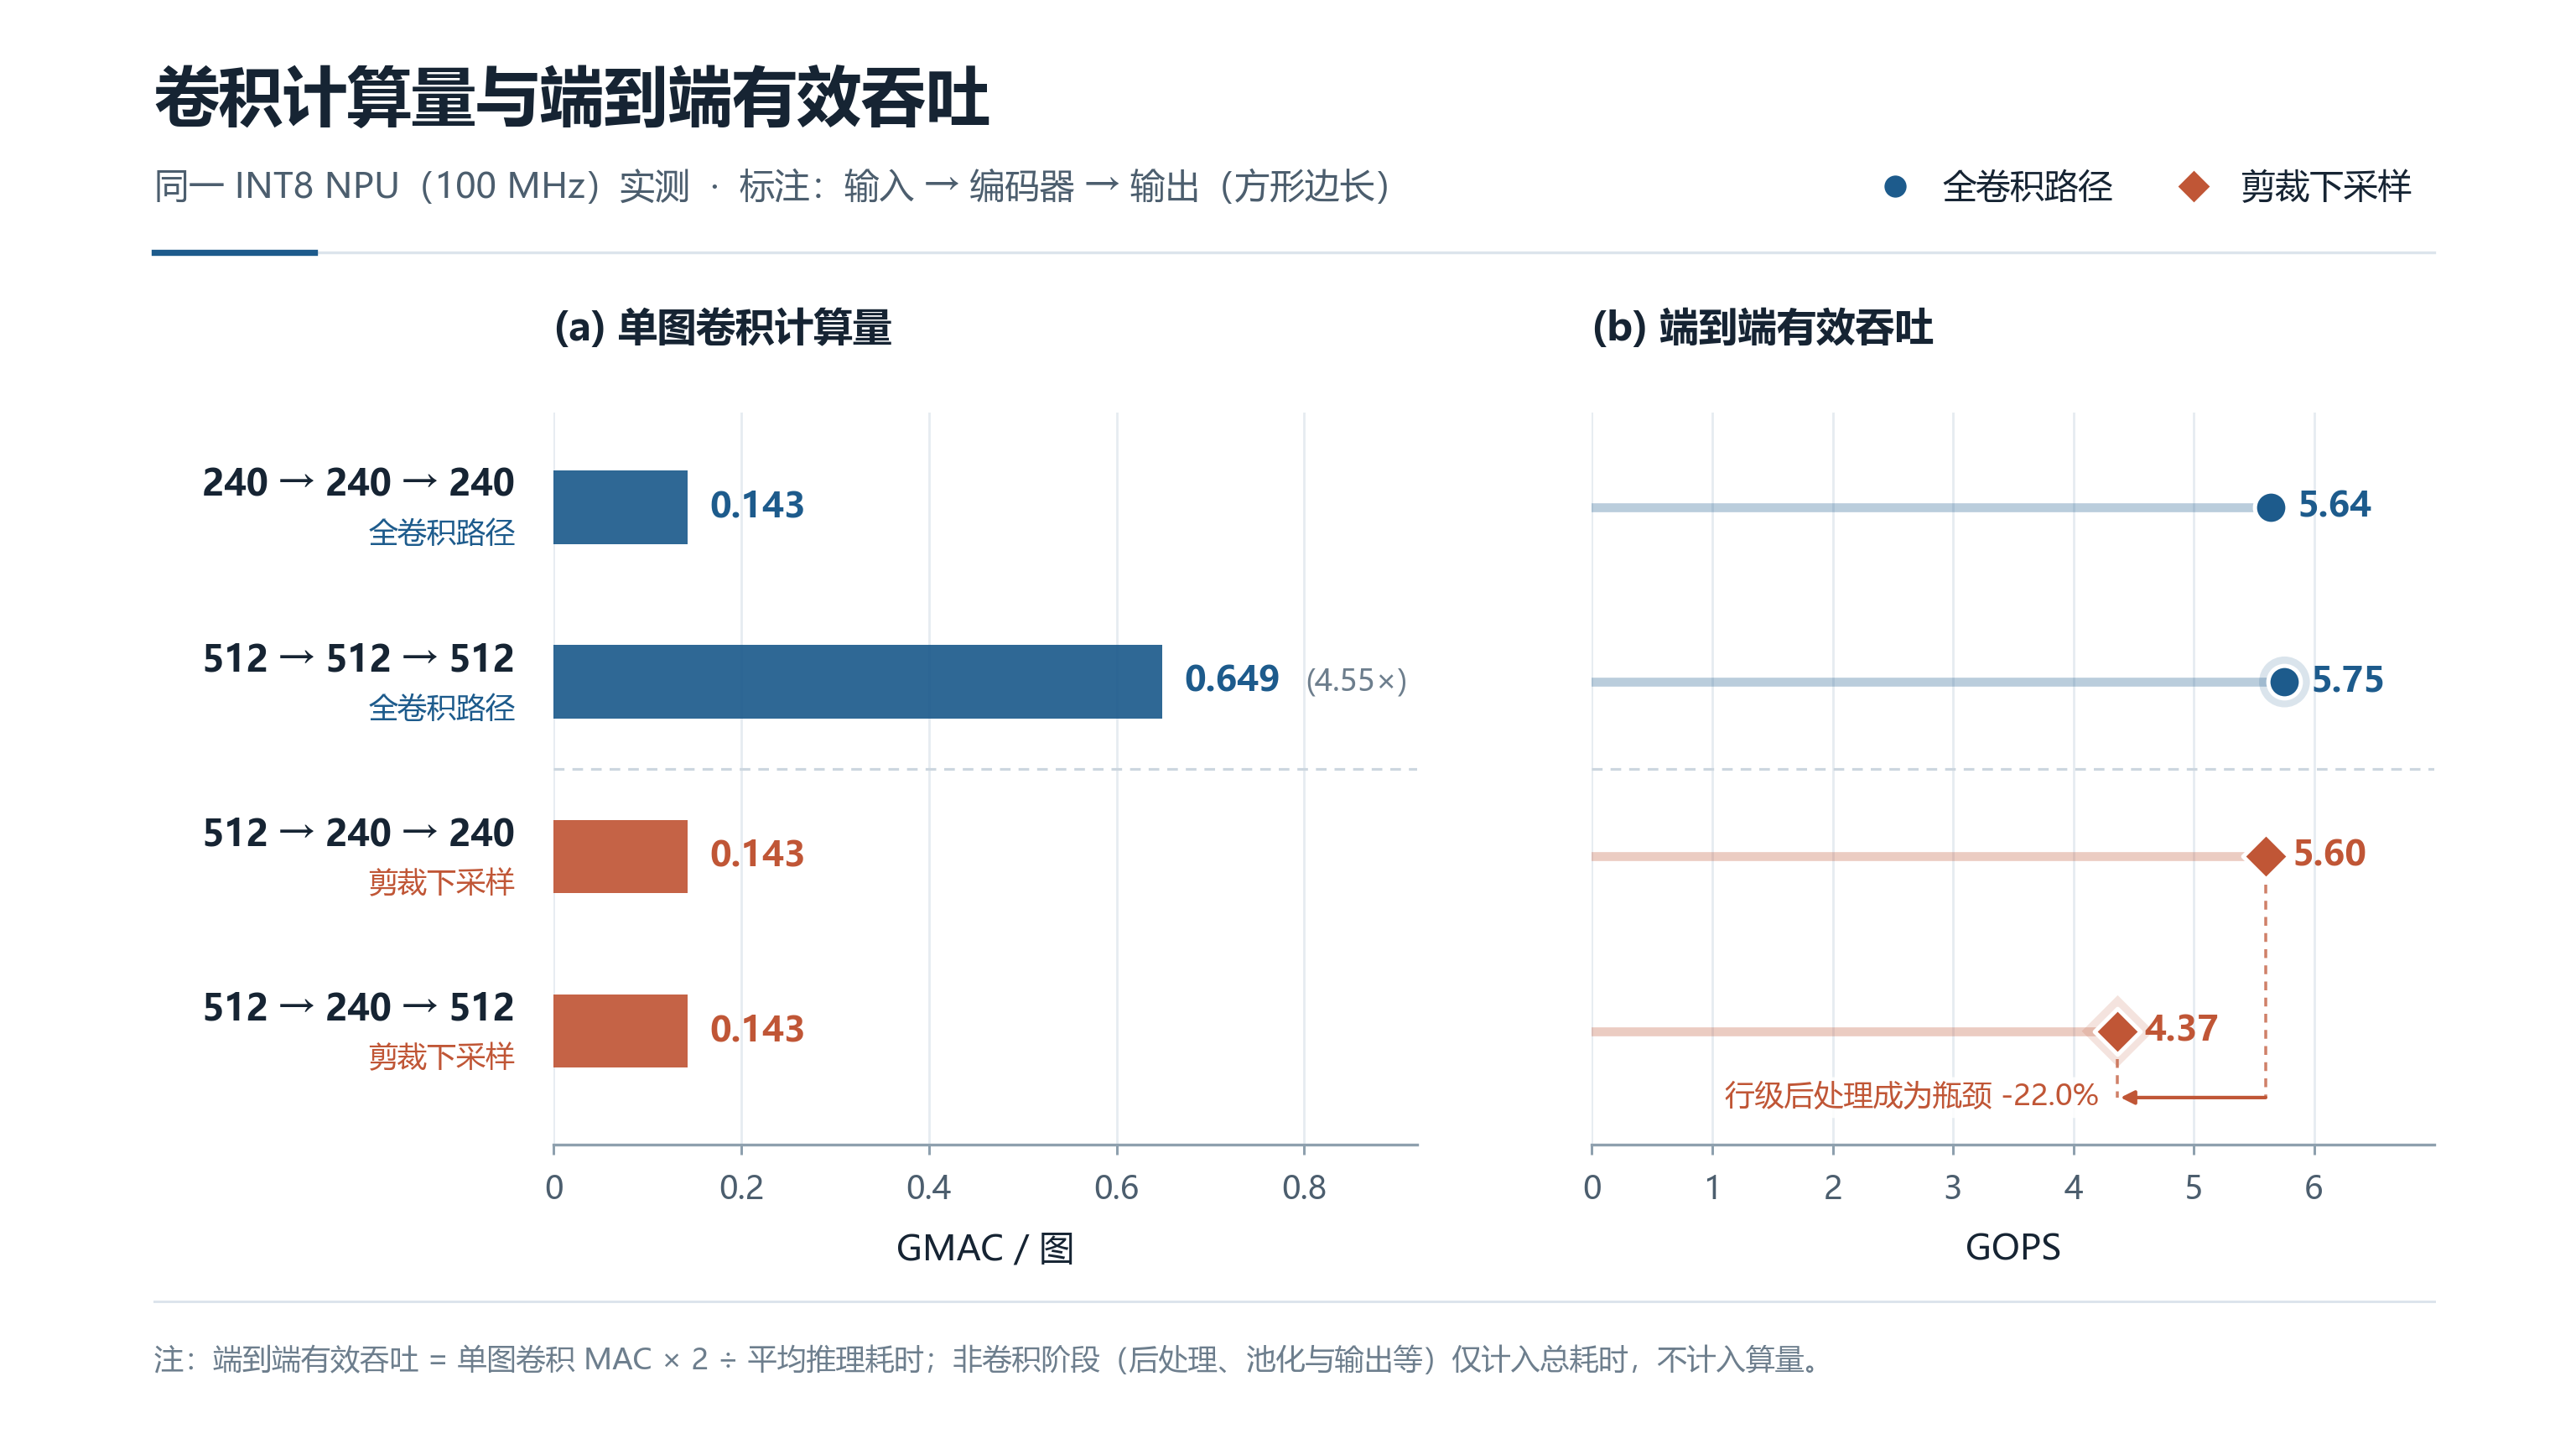 卷积计算量与端到端有效吞吐
同一 INT8 NPU（100 MHz）实测 · 标注：输入 → 编码器 → 输出（方形边长）
全卷积路径
剪裁下采样
(a) 单图卷积计算量
240 → 240 → 240
全卷积路径
0.143
512 → 512 → 512
全卷积路径
0.649 (4.55×)
512 → 240 → 240
剪裁下采样
0.143
512 → 240 → 512
剪裁下采样
0.143
0 0.2 0.4 0.6 0.8
GMAC / 图
(b) 端到端有效吞吐
5.64
5.75
5.60
4.37
行级后处理成为瓶颈 -22.0%
0 1 2 3 4 5 6
GOPS
注：端到端有效吞吐 = 单图卷积 MAC × 2 ÷ 平均推理耗时；非卷积阶段（后处理、池化与输出等）仅计入总耗时，不计入算量。